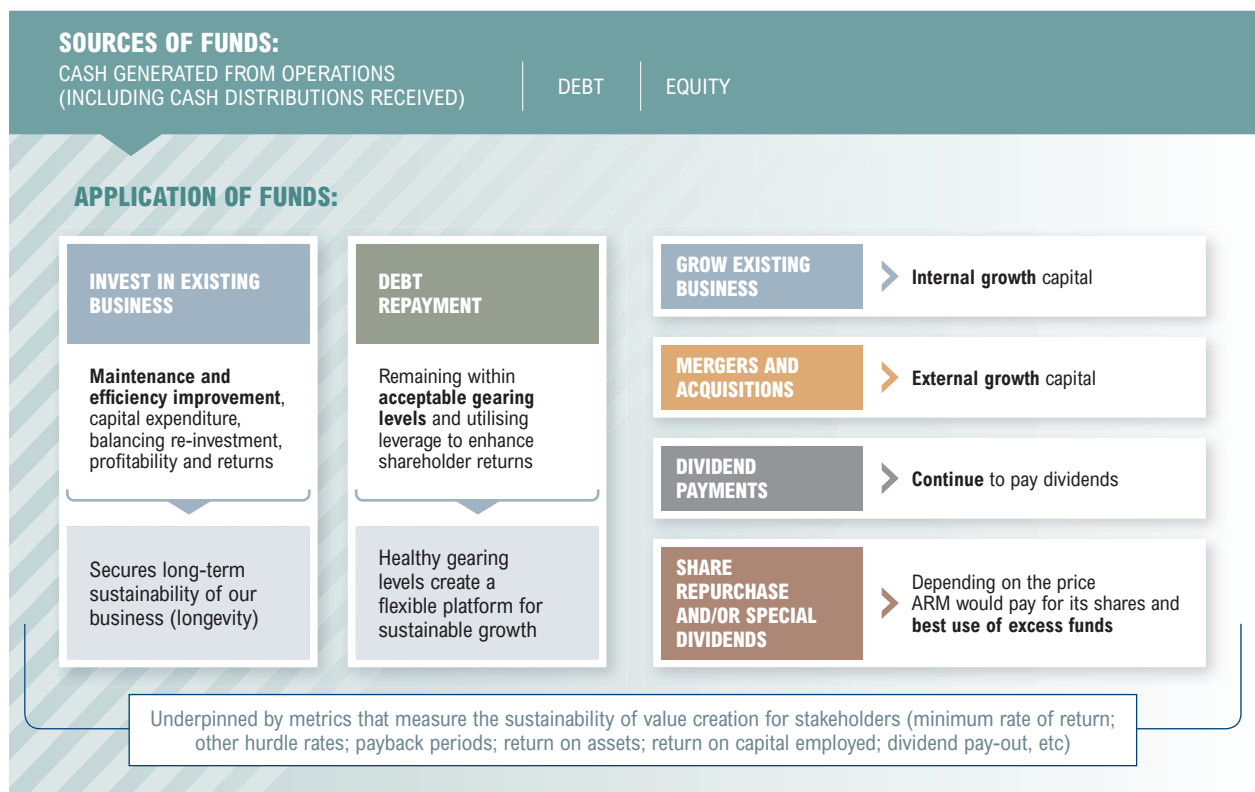 SOURCES OF FUNDS:
CASH GENERATED FROM OPERATIONS
(INCLUDING CASH DISTRIBUTIONS RECEIVED)
DEBT
EQUITY
APPLICATION OF FUNDS:
INVEST IN EXISTING
BUSINESS
Maintenance and
efficiency improvement,
capital expenditure,
balancing re-investment,
profitability and returns
Secures long-term
sustainability of our
business (longevity)
DEBT
REPAYMENT
Remaining within
acceptable gearing
levels and utilising
leverage to enhance
shareholder returns
Healthy gearing
levels create a
flexible platform for
sustainable growth
GROW EXISTING
BUSINESS
Internal growth capital
MERGERS AND
ACQUISITIONS
External growth capital
DIVIDEND
PAYMENTS
Continue to pay dividends
SHARE
REPURCHASE
AND/OR SPECIAL
DIVIDENDS
Depending on the price
ARM would pay for its shares and
best use of excess funds
Underpinned by metrics that measure the sustainability of value creation for stakeholders (minimum rate of return;
other hurdle rates; payback periods; return on assets; return on capital employed; dividend pay-out, etc)